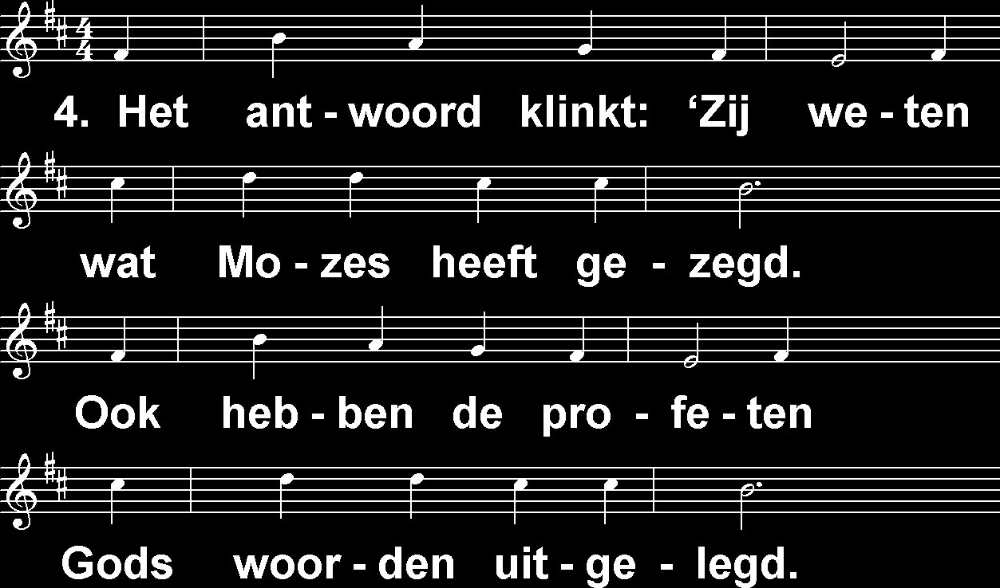 4. Het ant - woord klinkt: ‘Zij we - ten
wat Mo - zes heeft ge - zegd.
Ook heb - ben de pro - fe - ten
Gods woor - den uit - ge - legd.